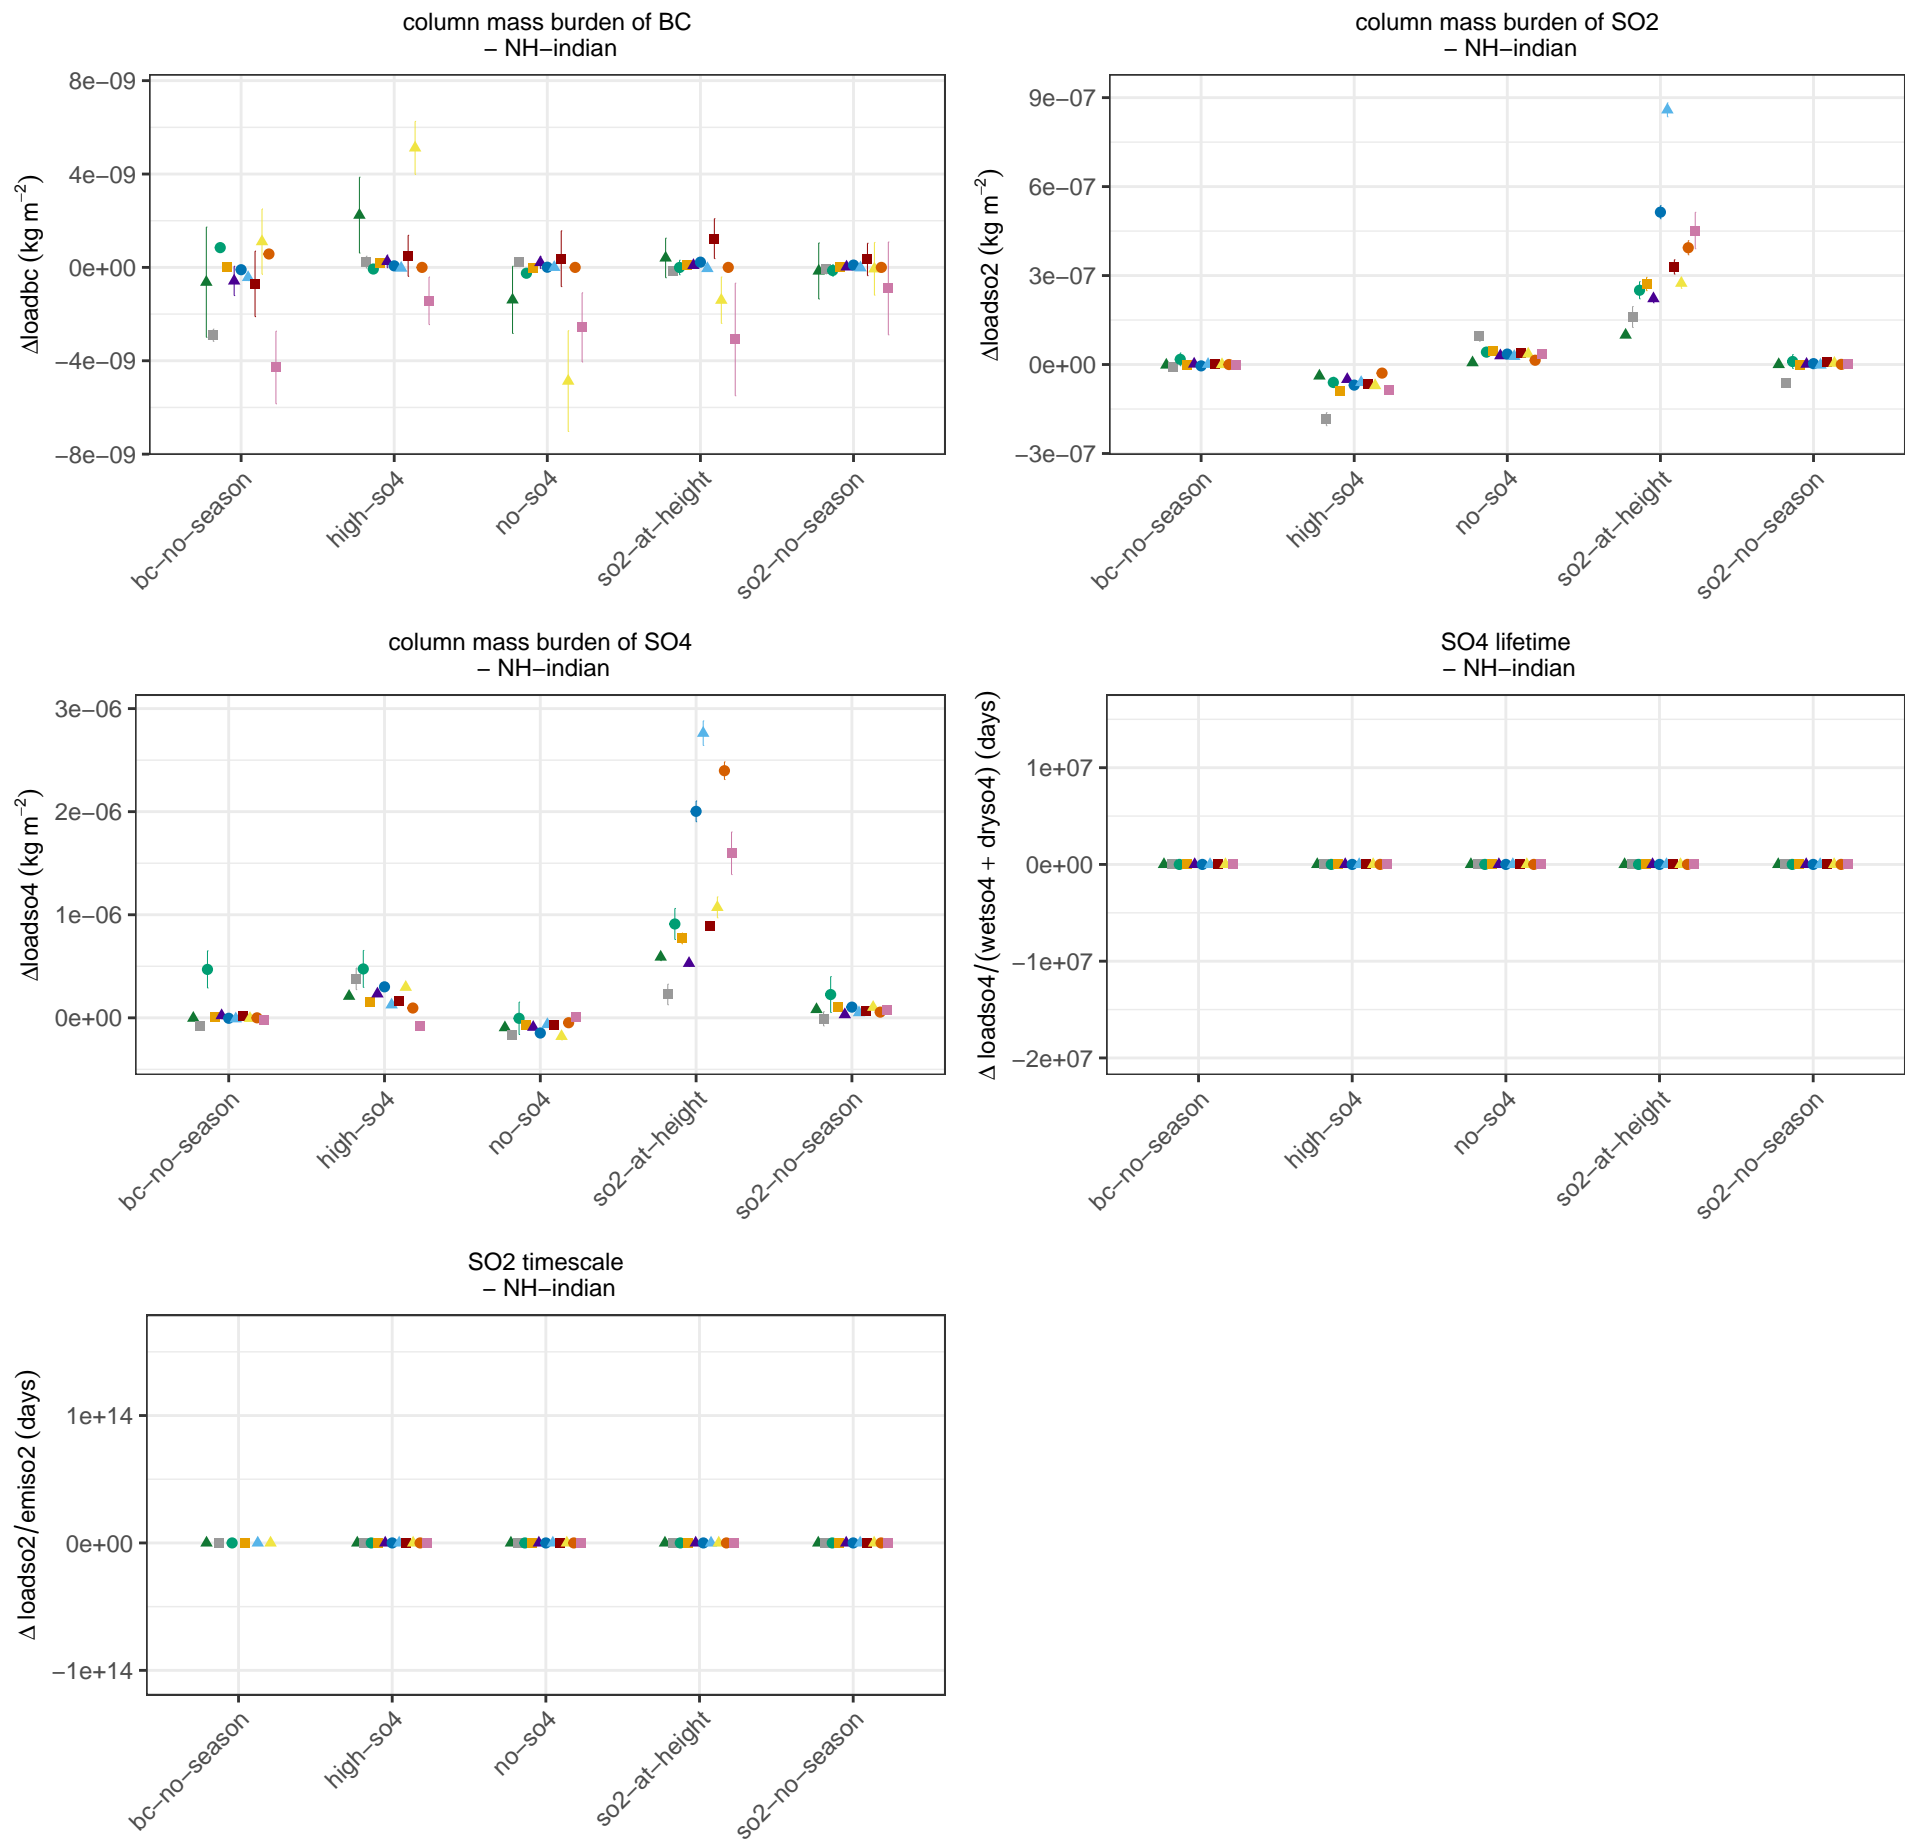 column mass burden of BC
− NH−indian
8e−09
4e−09
0e+00
−4e−09
−8e−09
Δloadbc (kg m−2)
bc−no−season
high−so4
no−so4
so2−at−height
so2−no−season
column mass burden of SO2
− NH−indian
9e−07
6e−07
3e−07
0e+00
−3e−07
Δloadso2 (kg m−2)
bc−no−season
high−so4
no−so4
so2−at−height
so2−no−season
column mass burden of SO4
− NH−indian
3e−06
2e−06
1e−06
0e+00
Δloadso4 (kg m−2)
bc−no−season
high−so4
no−so4
so2−at−height
so2−no−season
SO4 lifetime
− NH−indian
1e+07
0e+00
−1e+07
−2e+07
Δ loadso4/(wetso4 + dryso4) (days)
bc−no−season
high−so4
no−so4
so2−at−height
so2−no−season
SO2 timescale
− NH−indian
1e+14
0e+00
−1e+14
Δ loadso2/emiso2 (days)
bc−no−season
high−so4
no−so4
so2−at−height
so2−no−season